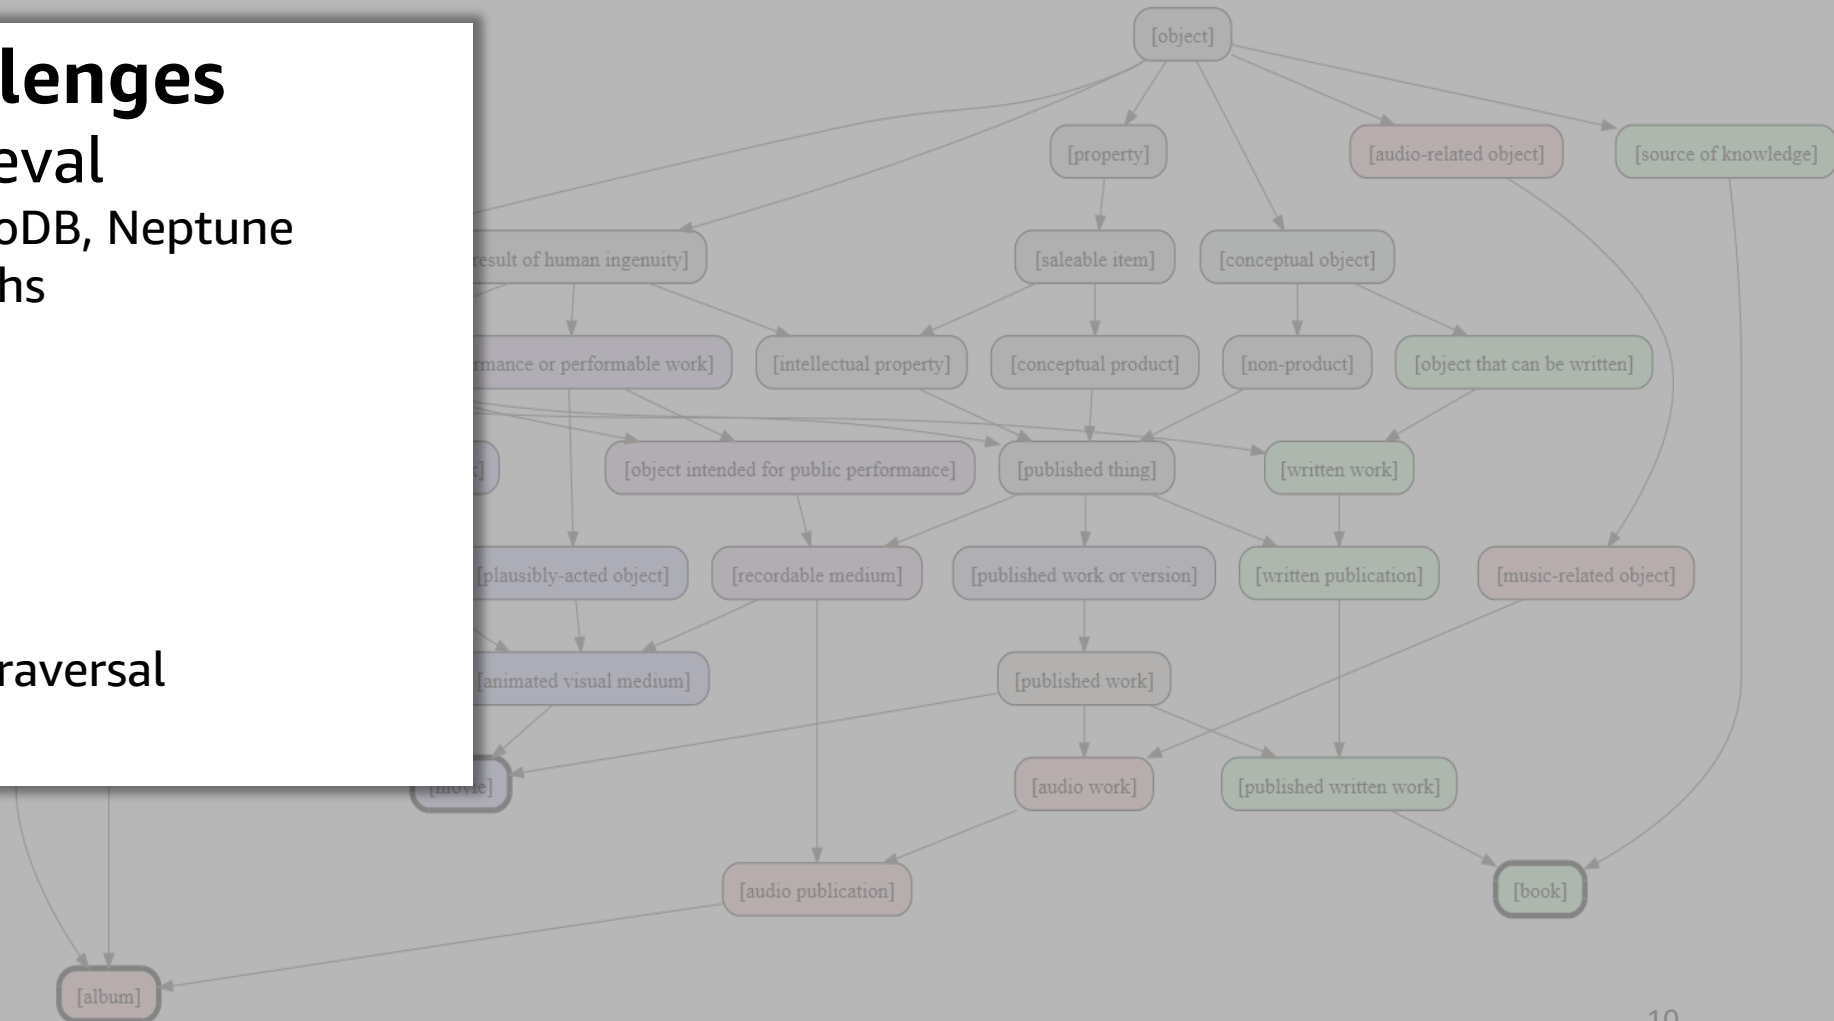 lenges
eval
oDB, Neptune
hs
raversal
[object]
[property]
[audio-related object]
[source of knowledge]
result of human ingenuity]
[saleable item]
[conceptual object]
rmance or performable work]
[intellectual property]
[conceptual product]
[non-product]
[object that can be written]
[object intended for public performance]
[published thing]
[written work]
[plausibly-acted object]
[recordable medium]
[published work or version]
[written publication]
[music-related object]
[animated visual medium]
[published work]
[movie]
[audio work]
[published written work]
[audio publication]
[book]
[album]
10